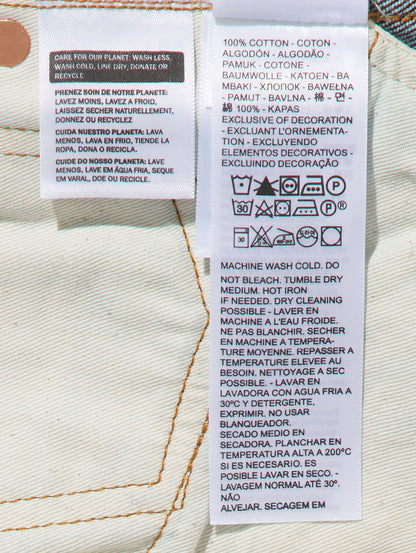 CARE FOR OUR PLANET: WASH LESS,
WASH COLD, LINE DRY, DONATE OR
RECYCLE
PRENEZ SOIN DE NOTRE PLANETE:
LAVEZ MOINS, LAVEZ A FROID,
LAISSEZ SECHER NATURELLEMENT,
DONNEZ OU RECYCLEZ
CUIDA NUESTRO PLANETA: LAVA
MENOS, LAVA EN FRIO, TIENDE LA
ROPA, DONA O RECICLA.
CUIDE DO NOSSO PLANETA: LAVE
MENOS, LAVE EM ÁGUA FRIA, SEQUE
EM VARAL, DOE OU RECICLE.
100% COTTON - COTON -
ALGODÓN - ALGODÃO -
PAMUK - COTONE -
BAUMWOLLE - KATOEN - BA
MBAKI - ХЛОПОК - BAWEŁNA
- PAMUT - BAVLNA - 棉 - 면 -
綿 100% - KAPAS
EXCLUSIVE OF DECORATION
- EXCLUANT L'ORNEMENTA-
TION - EXCLUYENDO
ELEMENTOS DECORATIVOS -
EXCLUINDO DECORAÇÃO
30 P ®
30
MACHINE WASH COLD. DO
NOT BLEACH. TUMBLE DRY
MEDIUM. HOT IRON
IF NEEDED. DRY CLEANING
POSSIBLE - LAVER EN
MACHINE A L'EAU FROIDE.
NE PAS BLANCHIR. SECHER
EN MACHINE A TEMPERA-
TURE MOYENNE. REPASSER A
TEMPERATURE ELEVEE AU
BESOIN. NETTOYAGE A SEC
POSSIBLE. - LAVAR EN
LAVADORA CON AGUA FRIA A
30ºC Y DETERGENTE,
EXPRIMIR. NO USAR
BLANQUEADOR.
SECADO MEDIO EN
SECADORA. PLANCHAR EN
TEMPERATURA ALTA A 200ºC
SI ES NECESARIO. ES
POSIBLE LAVAR EN SECO. -
LAVAGEM NORMAL ATÉ 30º.
NÃO
ALVEJAR. SECAGEM EM